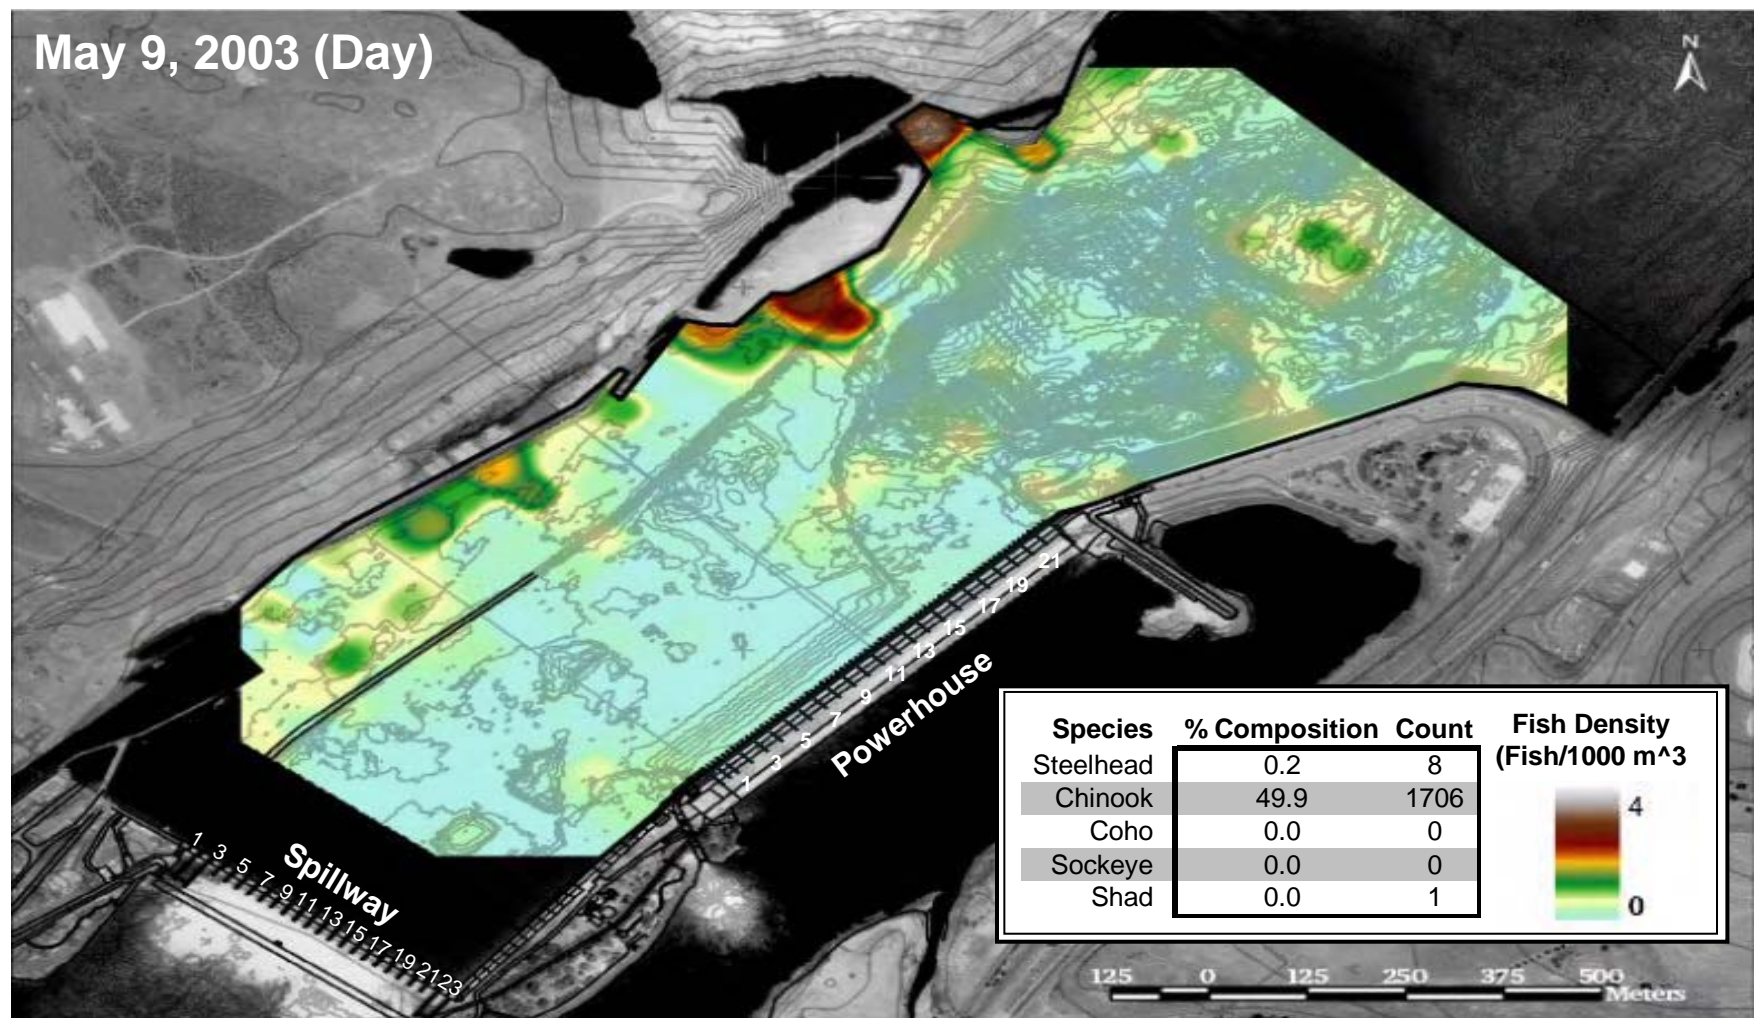 May 9, 2003 (Day)
N
21
19
17
15
13
11
9
7
5
3
1
Powerhouse
Spillway
1 3 5 7 9 11 13 15 17 19 21 23
Species % Composition Count
Steelhead 0.2 8
Chinook 49.9 1706
Coho 0.0 0
Sockeye 0.0 0
Shad 0.0 1
Fish Density
(Fish/1000 m^3
4
0
125 0 125 250 375 500
Meters